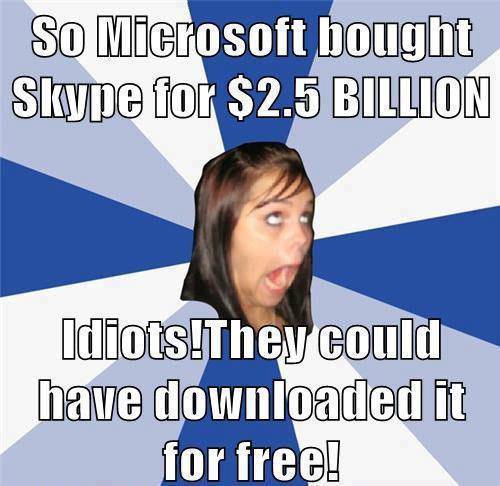 So Microsoft bought
Skype for $2.5 BILLION
Idiots!They could
have downloaded it
for free!